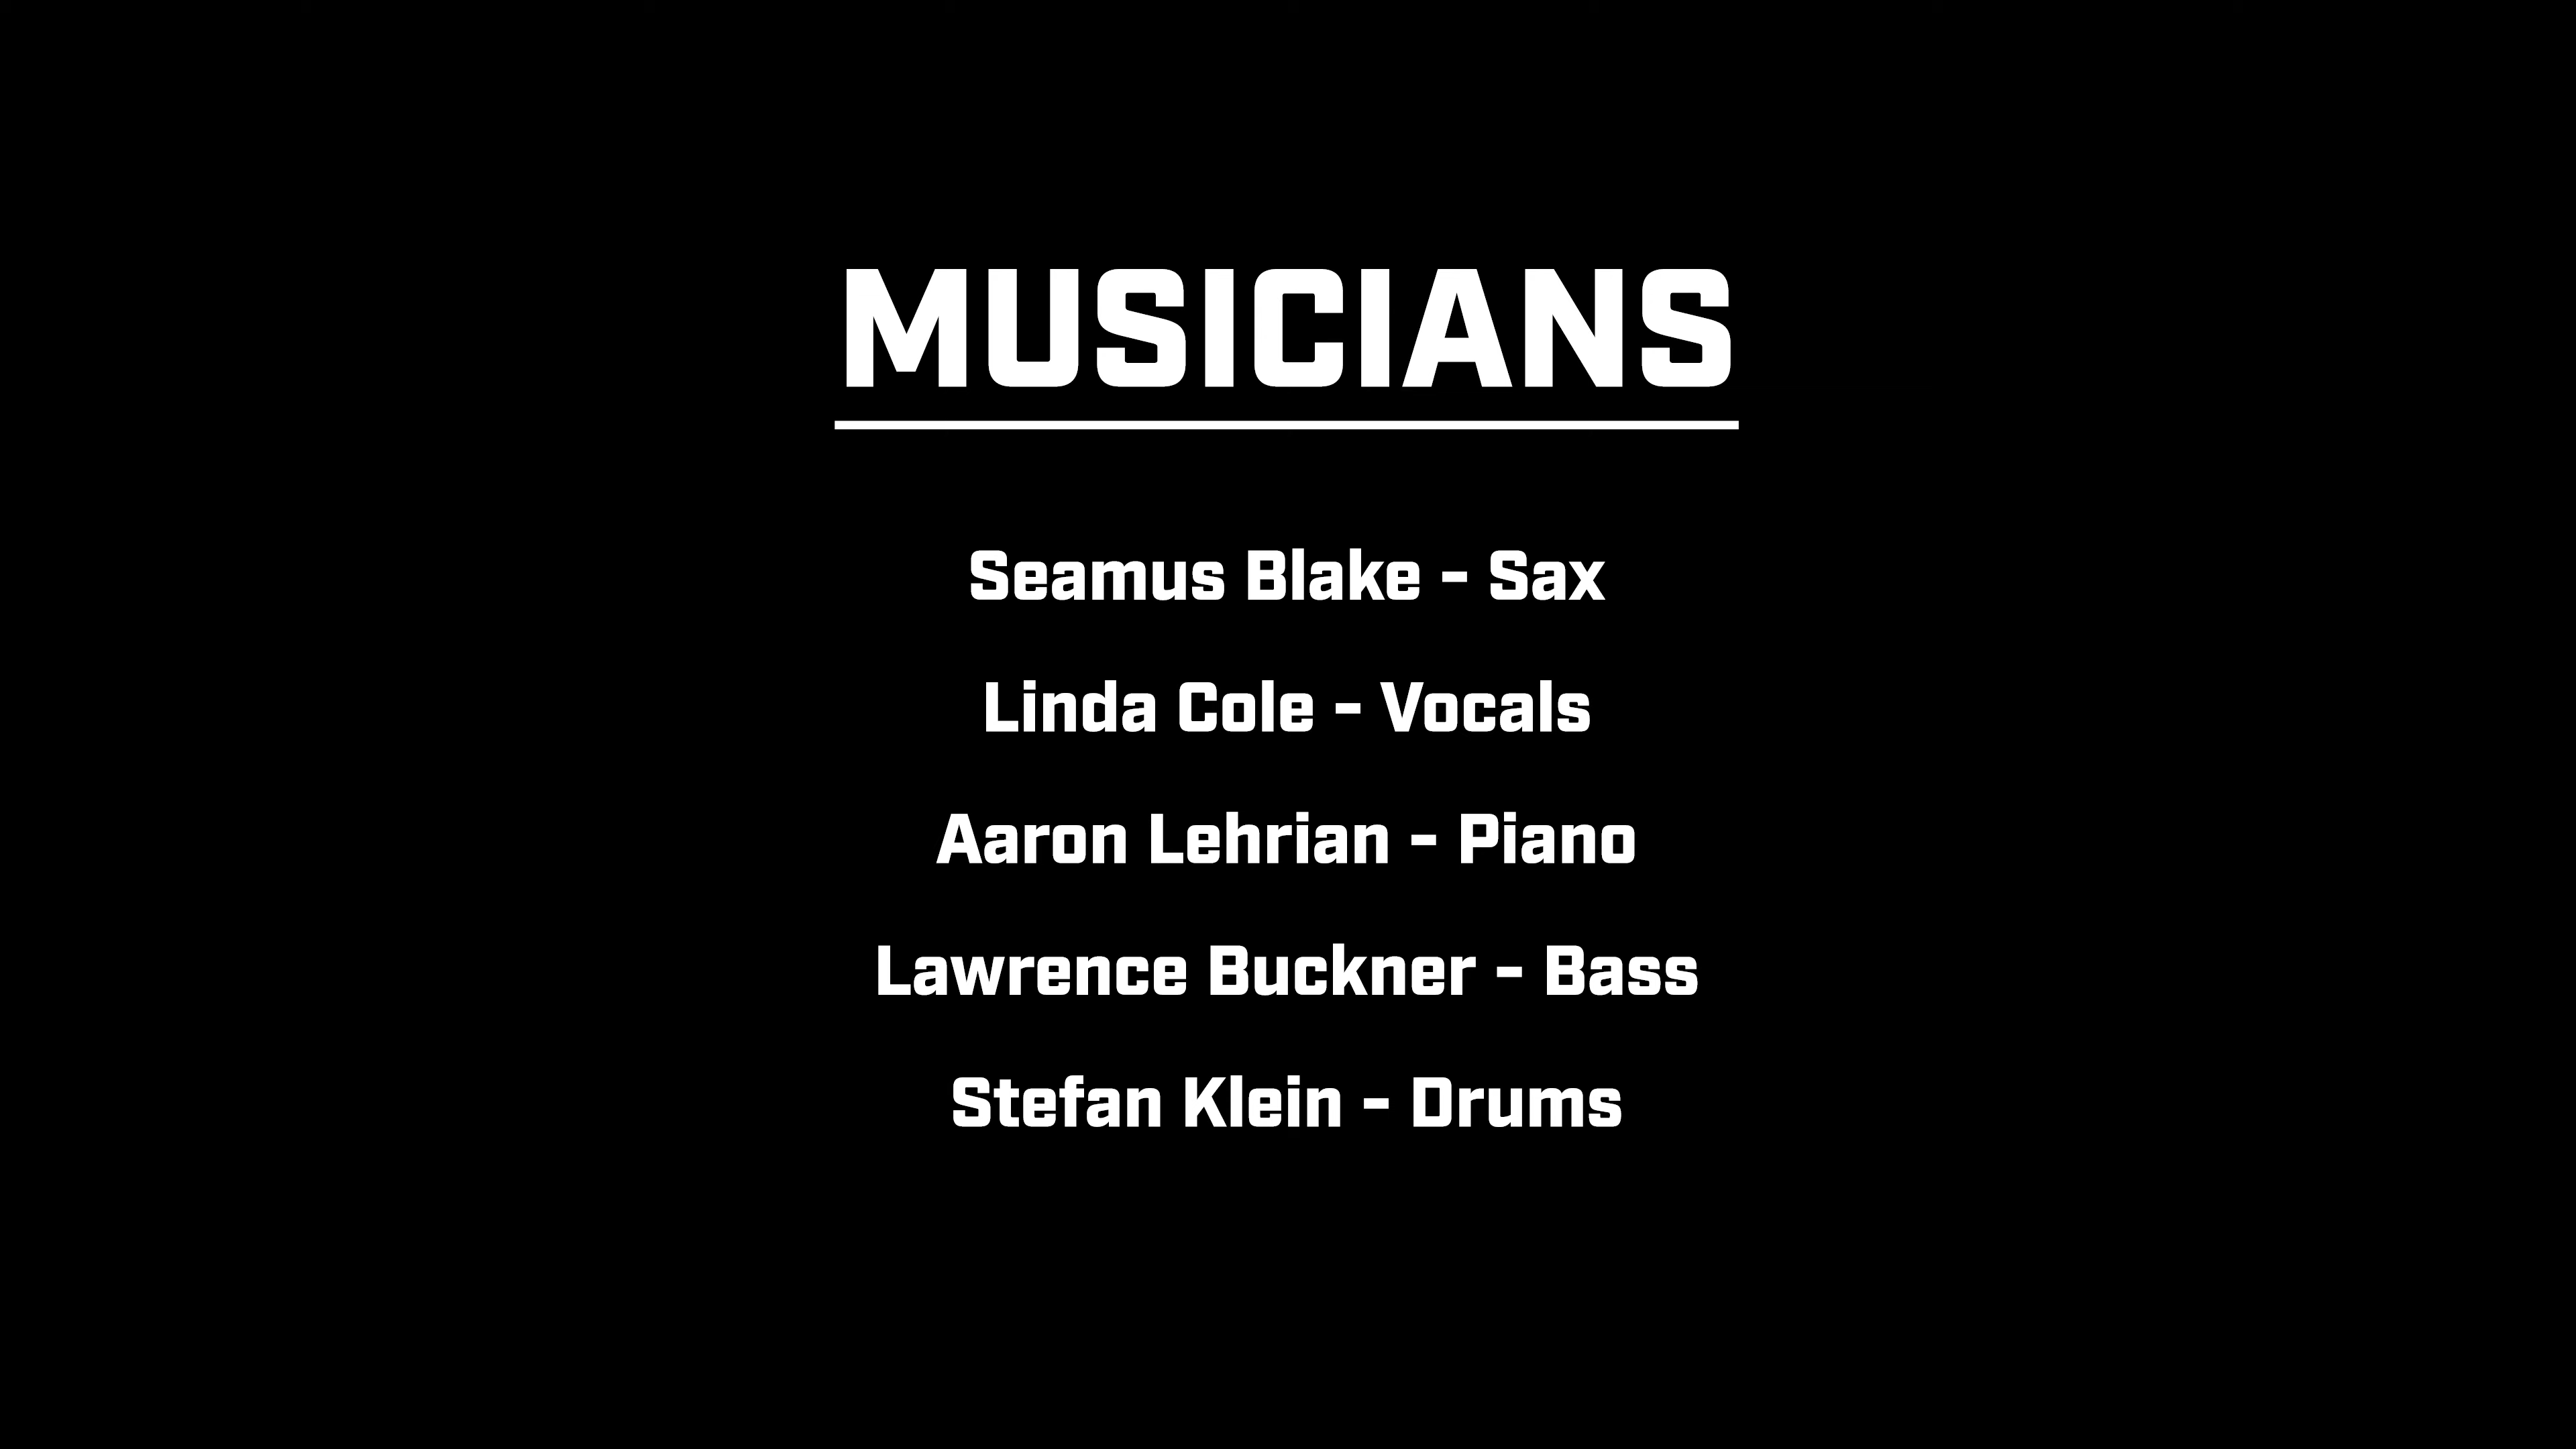 MUSICIANS
Seamus Blake - Sax
Linda Cole - Vocals
Aaron Lehrian - Piano
Lawrence Buckner - Bass
Stefan Klein - Drums